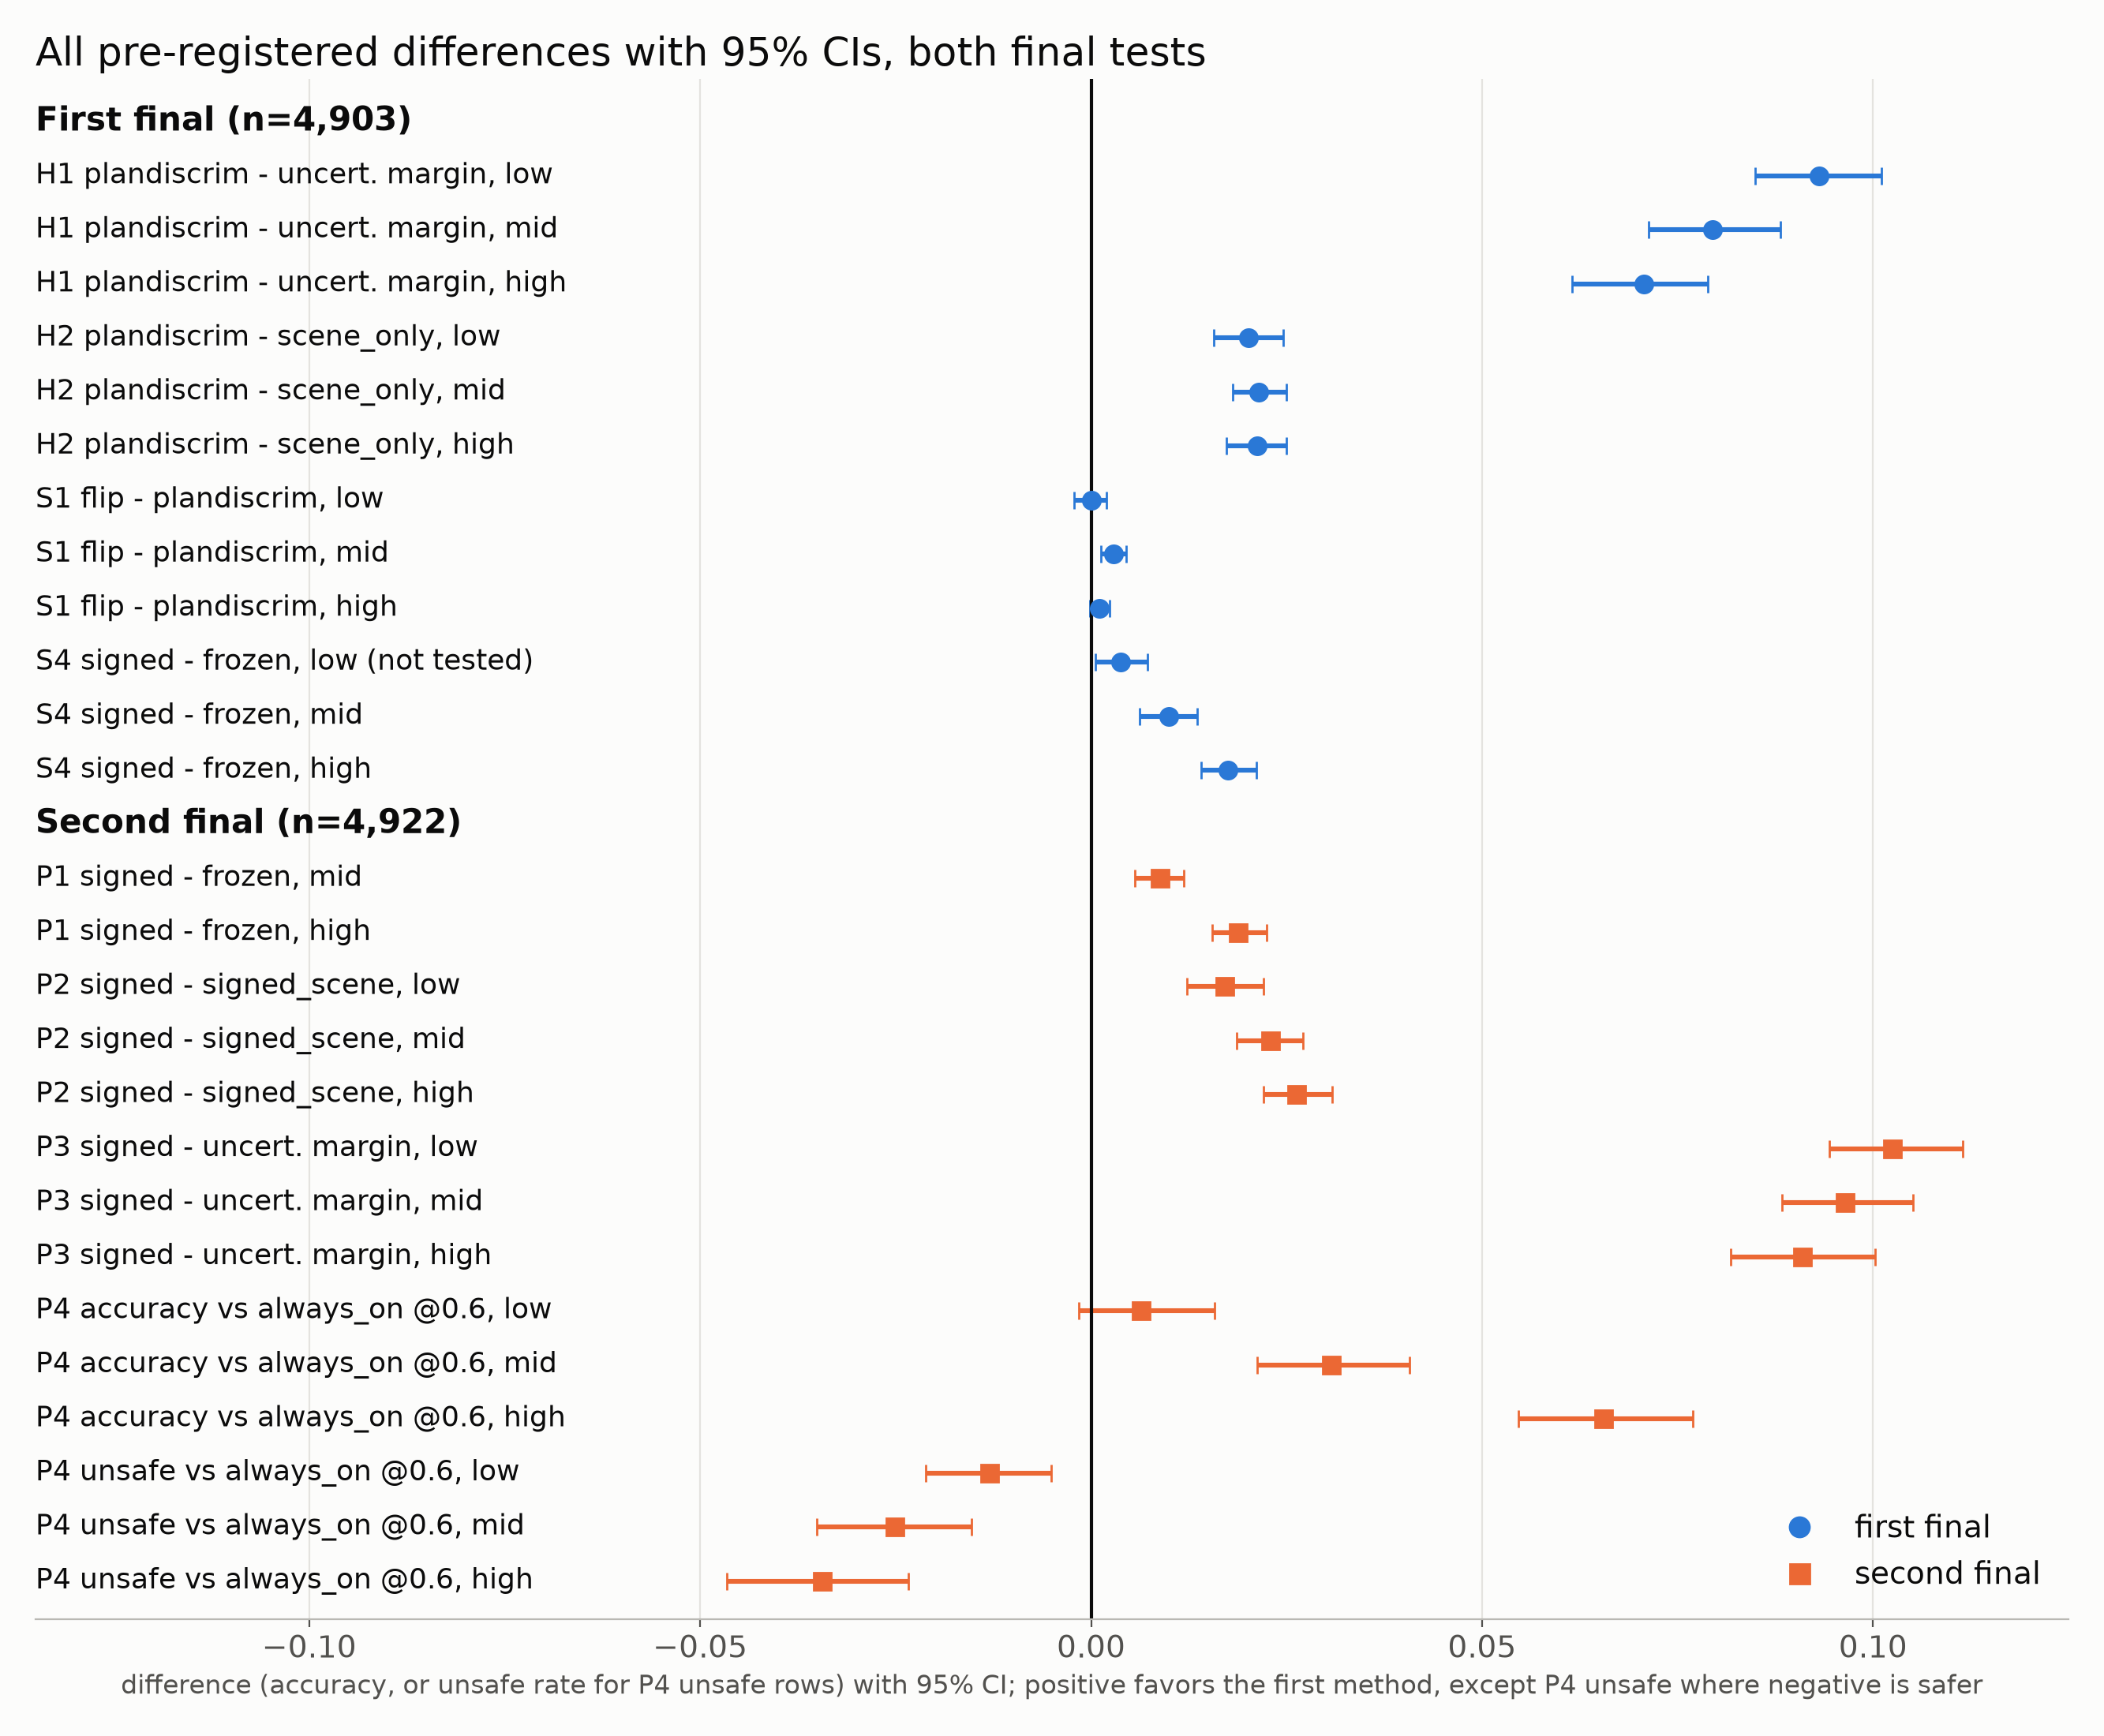 All pre-registered differences with 95% CIs, both final tests
First final (n=4,903)
H1 plandiscrim - uncert. margin, low
H1 plandiscrim - uncert. margin, mid
H1 plandiscrim - uncert. margin, high
H2 plandiscrim - scene_only, low
H2 plandiscrim - scene_only, mid
H2 plandiscrim - scene_only, high
S1 flip - plandiscrim, low
S1 flip - plandiscrim, mid
S1 flip - plandiscrim, high
S4 signed - frozen, low (not tested)
S4 signed - frozen, mid
S4 signed - frozen, high
Second final (n=4,922)
P1 signed - frozen, mid
P1 signed - frozen, high
P2 signed - signed_scene, low
P2 signed - signed_scene, mid
P2 signed - signed_scene, high
P3 signed - uncert. margin, low
P3 signed - uncert. margin, mid
P3 signed - uncert. margin, high
P4 accuracy vs always_on @0.6, low
P4 accuracy vs always_on @0.6, mid
P4 accuracy vs always_on @0.6, high
P4 unsafe vs always_on @0.6, low
P4 unsafe vs always_on @0.6, mid
P4 unsafe vs always_on @0.6, high
first final
second final
−0.10 −0.05 0.00 0.05 0.10
difference (accuracy, or unsafe rate for P4 unsafe rows) with 95% CI; positive favors the first method, except P4 unsafe where negative is safer